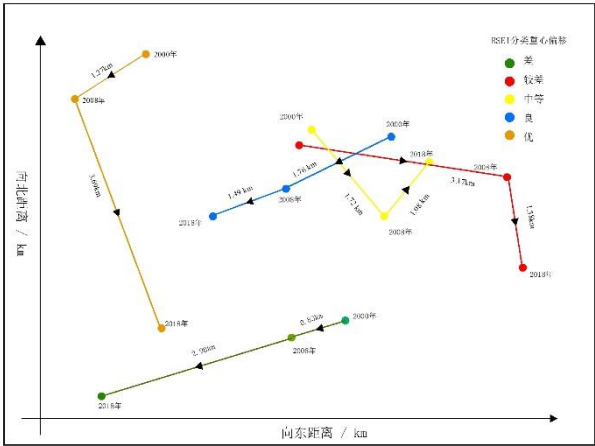 RSEI分类重心偏移
差
较差
中等
良
优
2000年
1.27km
2008年
3.60km
2018年
2000年
2000年
2018年
2008年
3.17km
1.76 km
1.49 km
2008年
2018年
1.72 km
1.08 km
2008年
1.38km
2018年
2000年
0.83km
2008年
2.98km
2018年
向北距离 / km
向东距离 / km